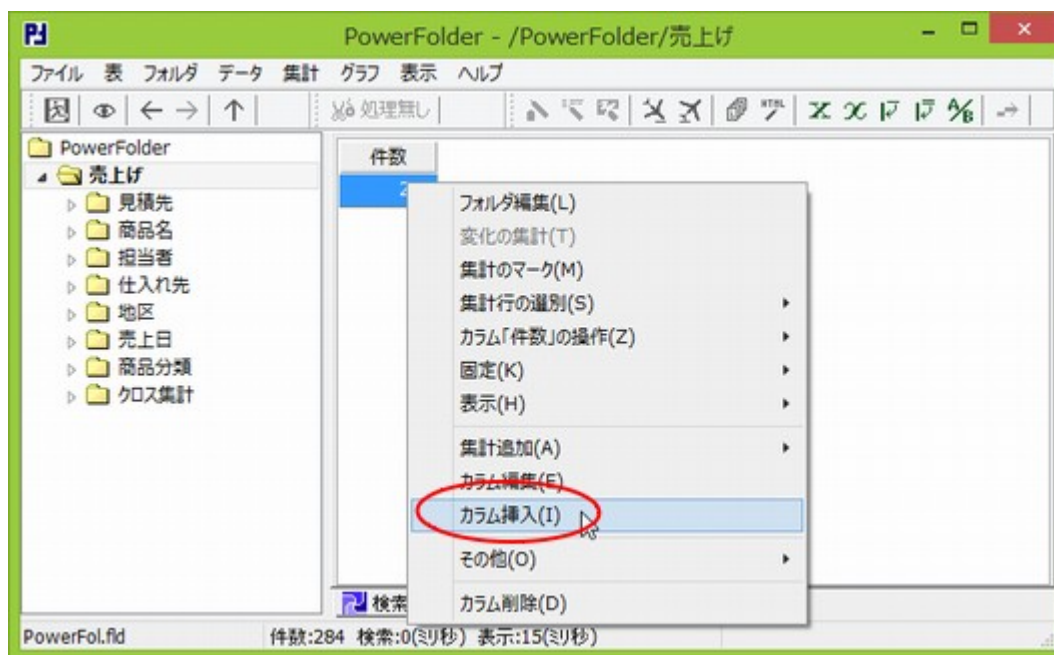 PowerFolder - /PowerFolder/売上げ
ファイル 表 フォルダ データ 集計 グラフ 表示 ヘルプ
処理無し HTML A/B
PowerFolder
売上げ
見積先
商品名
担当者
仕入れ先
地区
売上日
商品分類
クロス集計
件数
2
フォルダ編集(L)
変化の集計(T)
集計のマーク(M)
集計行の選別(S)
カラム「件数」の操作(Z)
固定(K)
表示(H)
集計追加(A)
カラム編集(E)
カラム挿入(I)
その他(O)
カラム削除(D)
検索
PowerFol.fld 件数:284 検索:0(ミリ秒) 表示:15(ミリ秒)